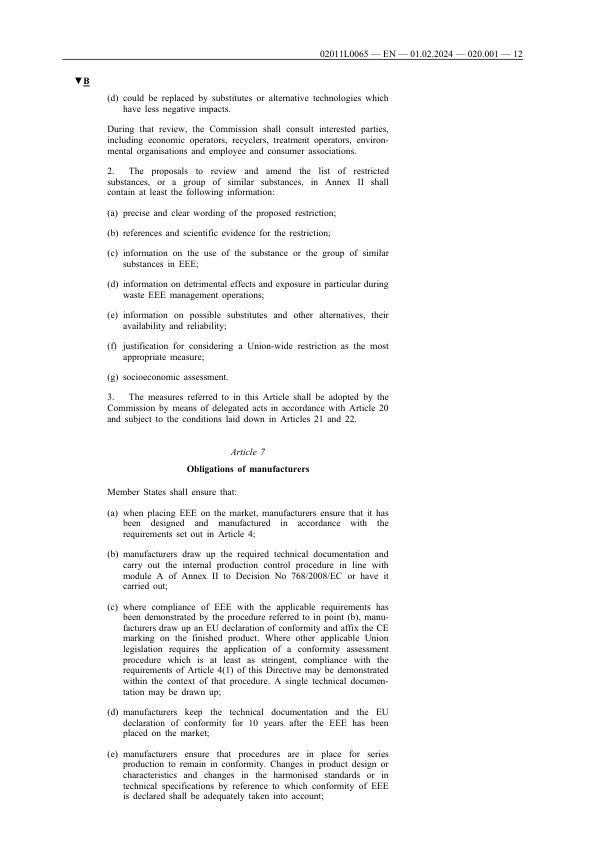 02011L0065 — EN — 01.02.2024 — 020.001 — 12
▼B
(d) could be replaced by substitutes or alternative technologies which
have less negative impacts.
During that review, the Commission shall consult interested parties,
including economic operators, recyclers, treatment operators, environ-
mental organisations and employee and consumer associations.
2. The proposals to review and amend the list of restricted
substances, or a group of similar substances, in Annex II shall
contain at least the following information:
(a) precise and clear wording of the proposed restriction;
(b) references and scientific evidence for the restriction;
(c) information on the use of the substance or the group of similar
substances in EEE;
(d) information on detrimental effects and exposure in particular during
waste EEE management operations;
(e) information on possible substitutes and other alternatives, their
availability and reliability;
(f) justification for considering a Union-wide restriction as the most
appropriate measure;
(g) socioeconomic assessment.
3. The measures referred to in this Article shall be adopted by the
Commission by means of delegated acts in accordance with Article 20
and subject to the conditions laid down in Articles 21 and 22.
Article 7
Obligations of manufacturers
Member States shall ensure that:
(a) when placing EEE on the market, manufacturers ensure that it has
been designed and manufactured in accordance with the
requirements set out in Article 4;
(b) manufacturers draw up the required technical documentation and
carry out the internal production control procedure in line with
module A of Annex II to Decision No 768/2008/EC or have it
carried out;
(c) where compliance of EEE with the applicable requirements has
been demonstrated by the procedure referred to in point (b), manu-
facturers draw up an EU declaration of conformity and affix the CE
marking on the finished product. Where other applicable Union
legislation requires the application of a conformity assessment
procedure which is at least as stringent, compliance with the
requirements of Article 4(1) of this Directive may be demonstrated
within the context of that procedure. A single technical documen-
tation may be drawn up;
(d) manufacturers keep the technical documentation and the EU
declaration of conformity for 10 years after the EEE has been
placed on the market;
(e) manufacturers ensure that procedures are in place for series
production to remain in conformity. Changes in product design or
characteristics and changes in the harmonised standards or in
technical specifications by reference to which conformity of EEE
is declared shall be adequately taken into account;